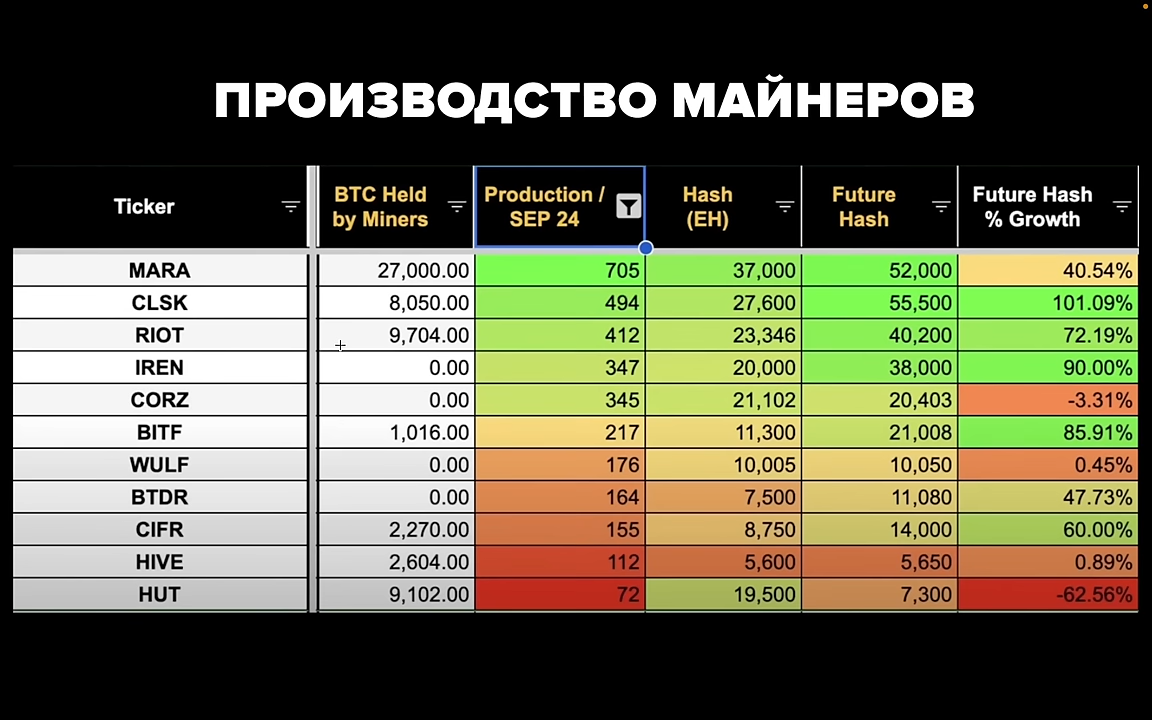 ПРОИЗВОДСТВО МАЙНЕРОВ
Ticker BTC Held by Miners Production / SEP 24 Hash (EH) Future Hash Future Hash % Growth
MARA 27,000.00 705 37,000 52,000 40.54%
CLSK 8,050.00 494 27,600 55,500 101.09%
RIOT 9,704.00 412 23,346 40,200 72.19%
IREN 0.00 347 20,000 38,000 90.00%
CORZ 0.00 345 21,102 20,403 -3.31%
BITF 1,016.00 217 11,300 21,008 85.91%
WULF 0.00 176 10,005 10,050 0.45%
BTDR 0.00 164 7,500 11,080 47.73%
CIFR 2,270.00 155 8,750 14,000 60.00%
HIVE 2,604.00 112 5,600 5,650 0.89%
HUT 9,102.00 72 19,500 7,300 -62.56%